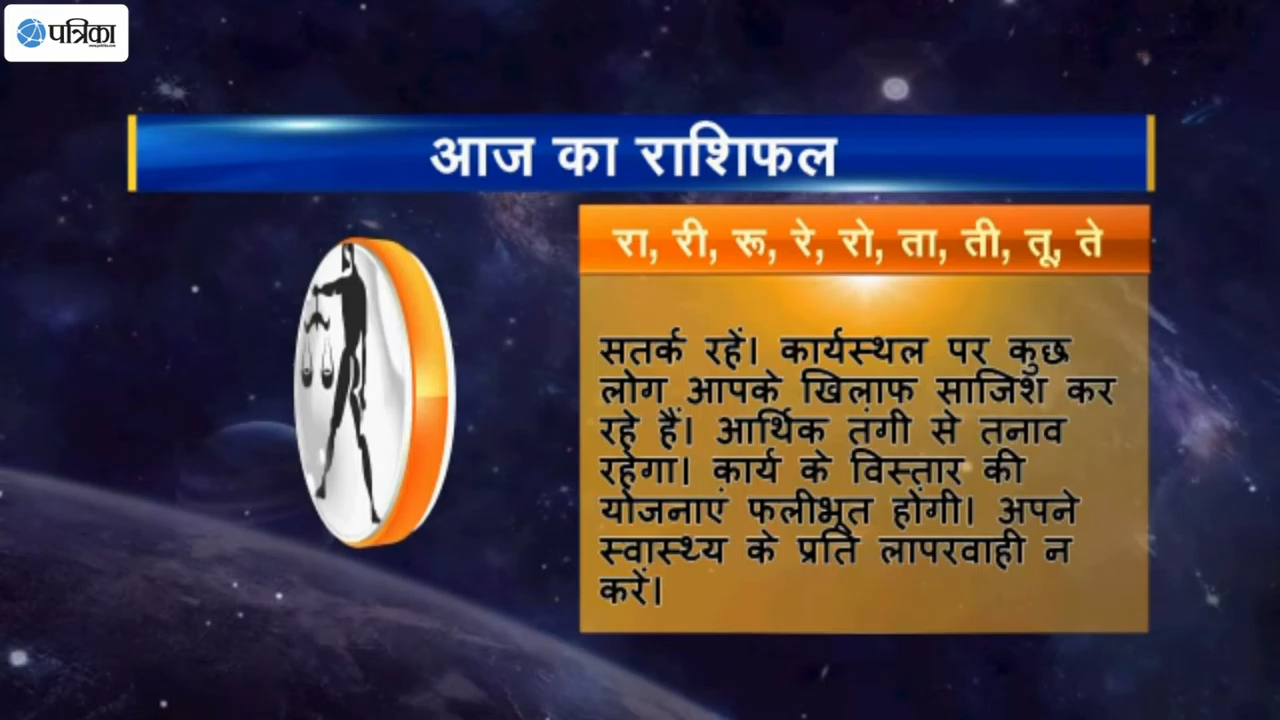 पत्रिका
आज का राशिफल
रा, री, रू, रे, रो, ता, ती, तू, ते
सतर्क रहें। कार्यस्थल पर कुछ
लोग आपके खिलाफ साजिश कर
रहे हैं। आर्थिक तंगी से तनाव
रहेगा। कार्य के विस्तार की
योजनाएं फलीभूत होंगी। अपने
स्वास्थ्य के प्रति लापरवाही न
करें।